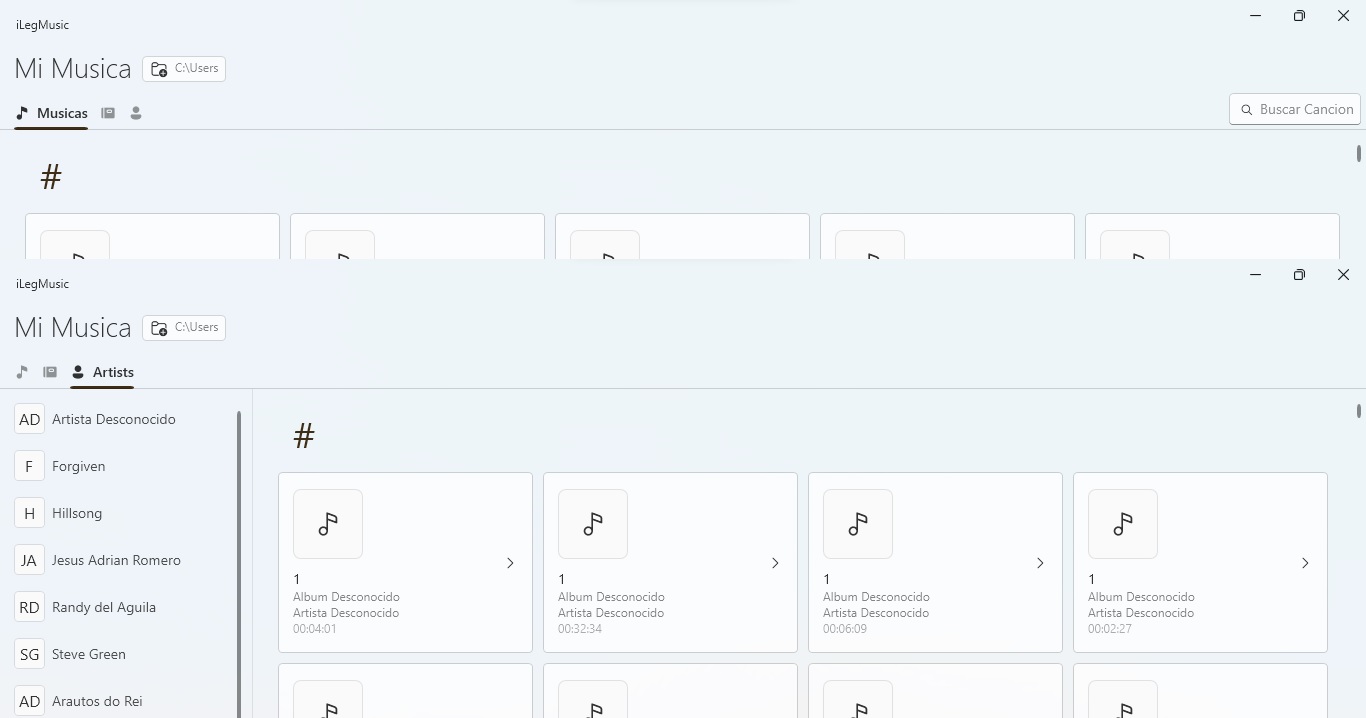 iLegMusic
Mi Musica C:\Users
Musicas
Buscar Cancion
#
iLegMusic
Mi Musica C:\Users
Artists
AD Artista Desconocido
F Forgiven
H Hillsong
JA Jesus Adrian Romero
RD Randy del Aguila
SG Steve Green
AD Arautos do Rei
#
1
Album Desconocido
Artista Desconocido
00:04:01
1
Album Desconocido
Artista Desconocido
00:32:34
1
Album Desconocido
Artista Desconocido
00:06:09
1
Album Desconocido
Artista Desconocido
00:02:27